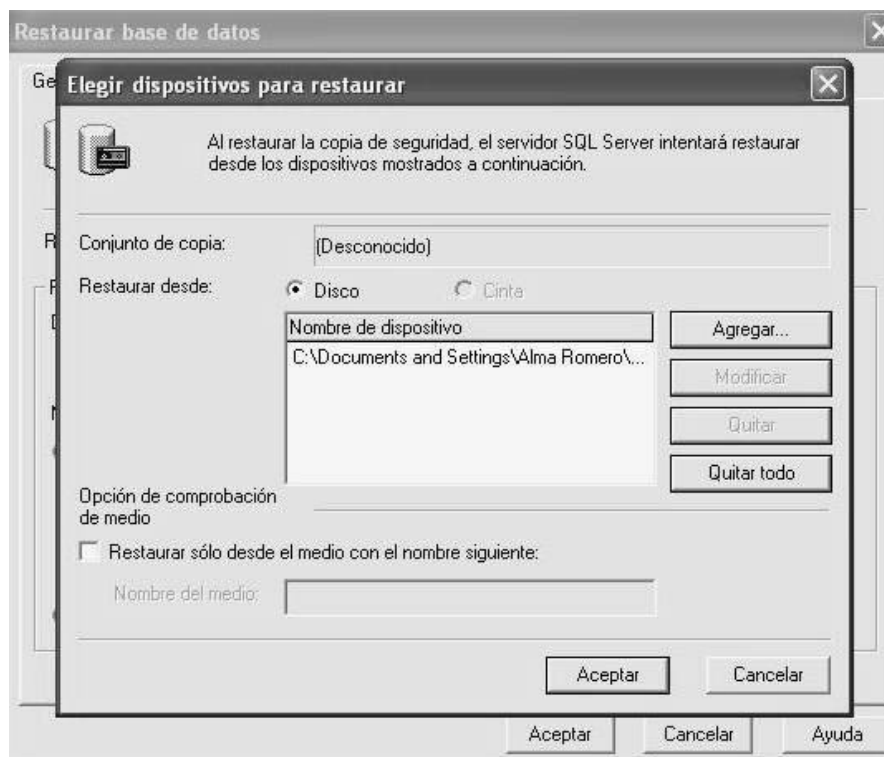 Restaurar base de datos
Ge
Elegir dispositivos para restaurar
Al restaurar la copia de seguridad, el servidor SQL Server intentará restaurar
desde los dispositivos mostrados a continuación.
Conjunto de copia:
(Desconocido)
Restaurar desde:
Disco
Cinta
Nombre de dispositivo
C:\Documents and Settings\Alma Romero\...
Agregar...
Modificar
Quitar
Quitar todo
Opción de comprobación
de medio
Restaurar sólo desde el medio con el nombre siguiente:
Nombre del medio:
Aceptar
Cancelar
Aceptar
Cancelar
Ayuda